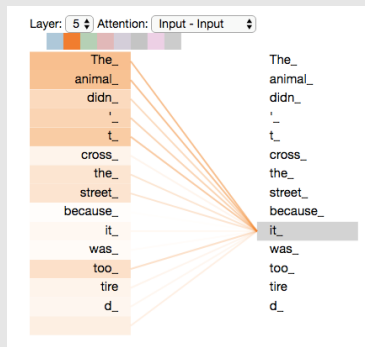 Layer: 5 Attention: Input - Input
The_ The_
animal_ animal_
didn_ didn_
'_ '_
t_ t_
cross_ cross_
the_ the_
street_ street_
because_ because_
it_ it_
was_ was_
too_ too_
tire tire
d_ d_